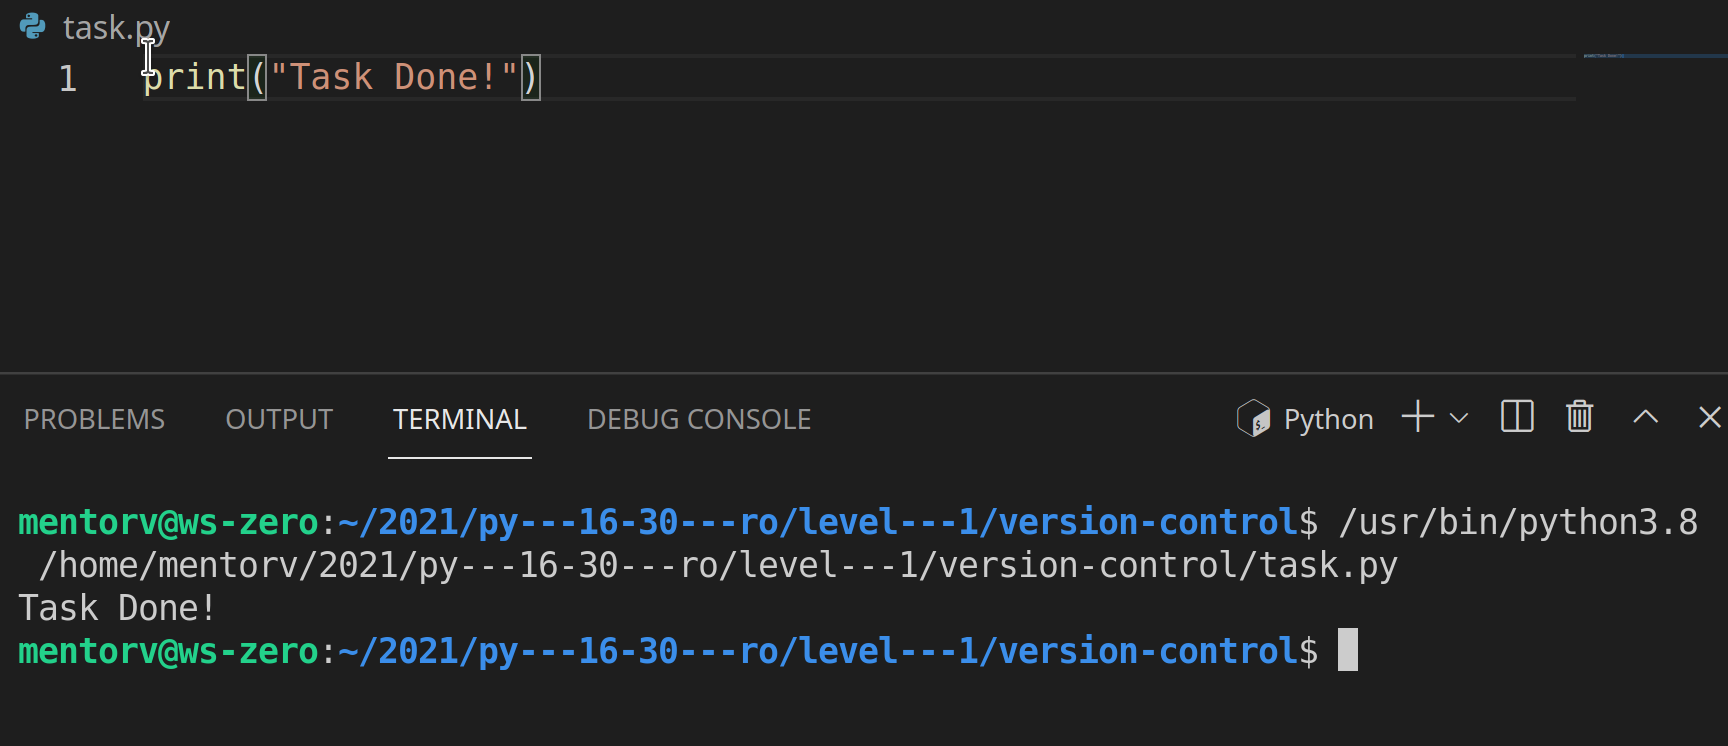 task.py
1 print("Task Done!")
PROBLEMS OUTPUT TERMINAL DEBUG CONSOLE Python
mentorv@ws-zero:~/2021/py---16-30---ro/level---1/version-control$ /usr/bin/python3.8
/home/mentorv/2021/py---16-30---ro/level---1/version-control/task.py
Task Done!
mentorv@ws-zero:~/2021/py---16-30---ro/level---1/version-control$